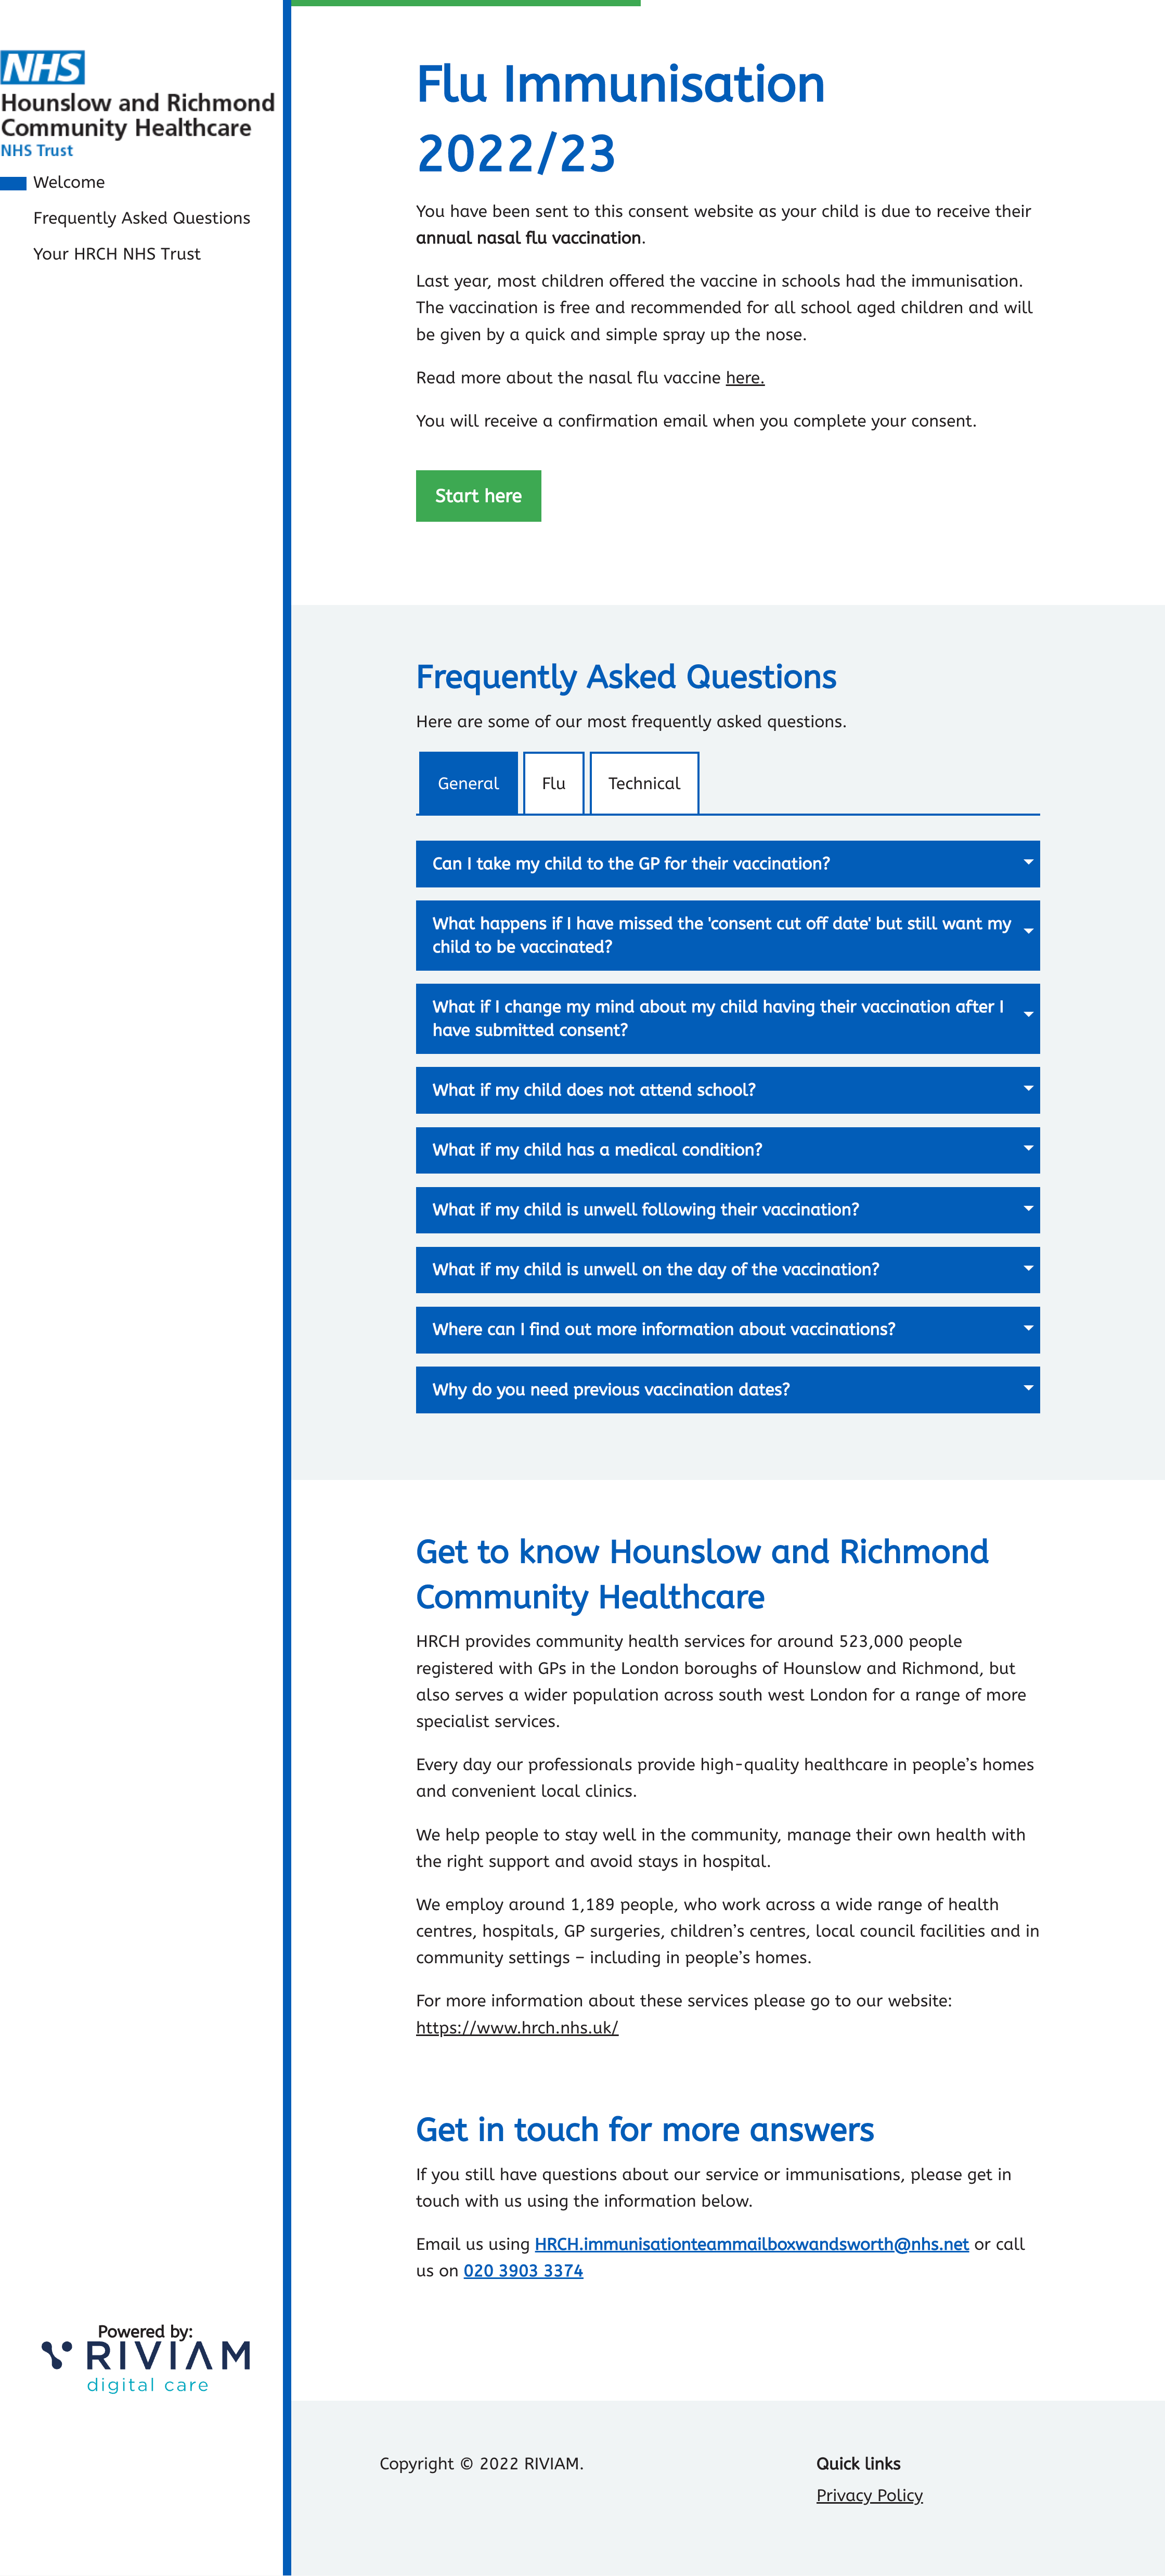 NHS
Hounslow and Richmond
Community Healthcare
NHS Trust
Welcome
Frequently Asked Questions
Your HRCH NHS Trust
Flu Immunisation
2022/23
You have been sent to this consent website as your child is due to receive their
annual nasal flu vaccination.
Last year, most children offered the vaccine in schools had the immunisation.
The vaccination is free and recommended for all school aged children and will
be given by a quick and simple spray up the nose.
Read more about the nasal flu vaccine here.
You will receive a confirmation email when you complete your consent.
Start here
Frequently Asked Questions
Here are some of our most frequently asked questions.
General Flu Technical
Can I take my child to the GP for their vaccination?
What happens if I have missed the 'consent cut off date' but still want my
child to be vaccinated?
What if I change my mind about my child having their vaccination after I
have submitted consent?
What if my child does not attend school?
What if my child has a medical condition?
What if my child is unwell following their vaccination?
What if my child is unwell on the day of the vaccination?
Where can I find out more information about vaccinations?
Why do you need previous vaccination dates?
Get to know Hounslow and Richmond
Community Healthcare
HRCH provides community health services for around 523,000 people
registered with GPs in the London boroughs of Hounslow and Richmond, but
also serves a wider population across south west London for a range of more
specialist services.
Every day our professionals provide high-quality healthcare in people’s homes
and convenient local clinics.
We help people to stay well in the community, manage their own health with
the right support and avoid stays in hospital.
We employ around 1,189 people, who work across a wide range of health
centres, hospitals, GP surgeries, children’s centres, local council facilities and in
community settings – including in people’s homes.
For more information about these services please go to our website:
https://www.hrch.nhs.uk/
Get in touch for more answers
If you still have questions about our service or immunisations, please get in
touch with us using the information below.
Email us using HRCH.immunisationteammailboxwandsworth@nhs.net or call
us on 020 3903 3374
Powered by:
RIVIAM
digital care
Copyright © 2022 RIVIAM.
Quick links
Privacy Policy